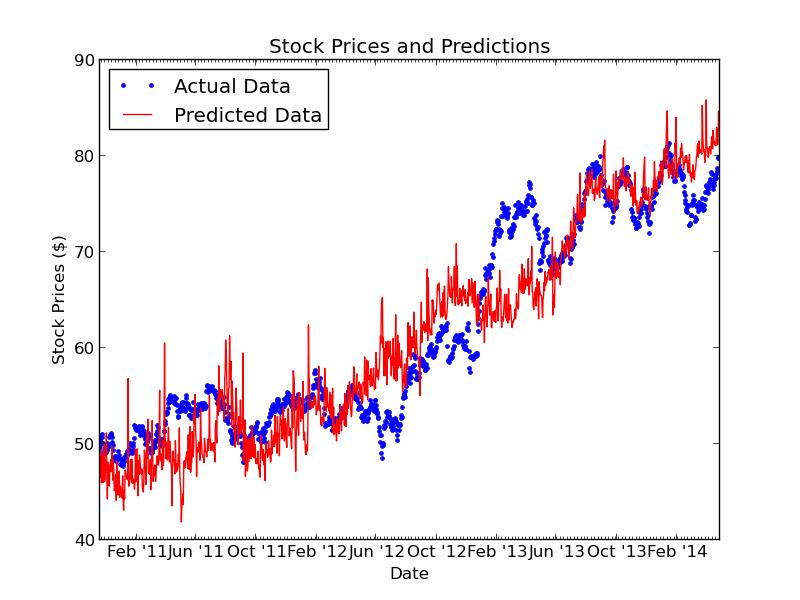 Stock Prices and Predictions
Actual Data
Predicted Data
90
80
70
60
50
40
Stock Prices ($)
Feb '11 Jun '11 Oct '11 Feb '12 Jun '12 Oct '12 Feb '13 Jun '13 Oct '13 Feb '14
Date